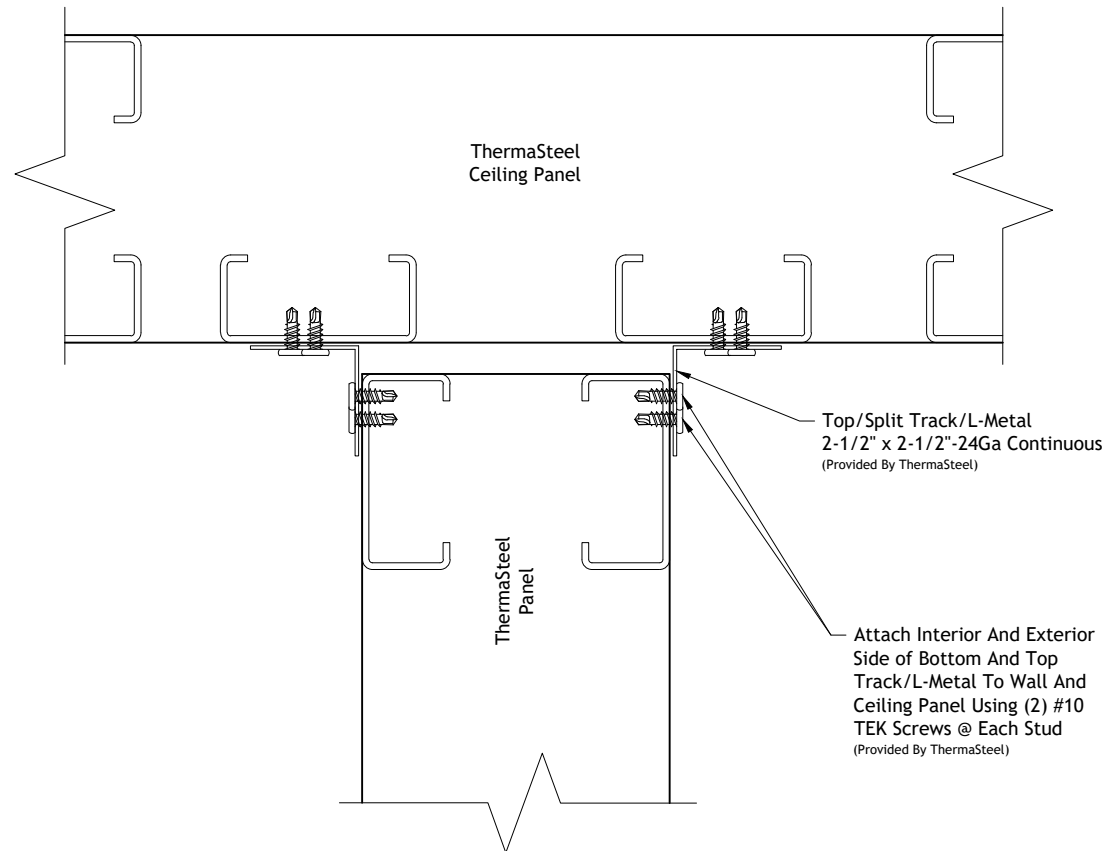 ThermaSteel
Ceiling Panel
Top/Split Track/L-Metal
2-1/2" x 2-1/2"-24Ga Continuous
(Provided By ThermaSteel)
ThermaSteel
Panel
Attach Interior And Exterior
Side of Bottom And Top
Track/L-Metal To Wall And
Ceiling Panel Using (2) #10
TEK Screws @ Each Stud
(Provided By ThermaSteel)